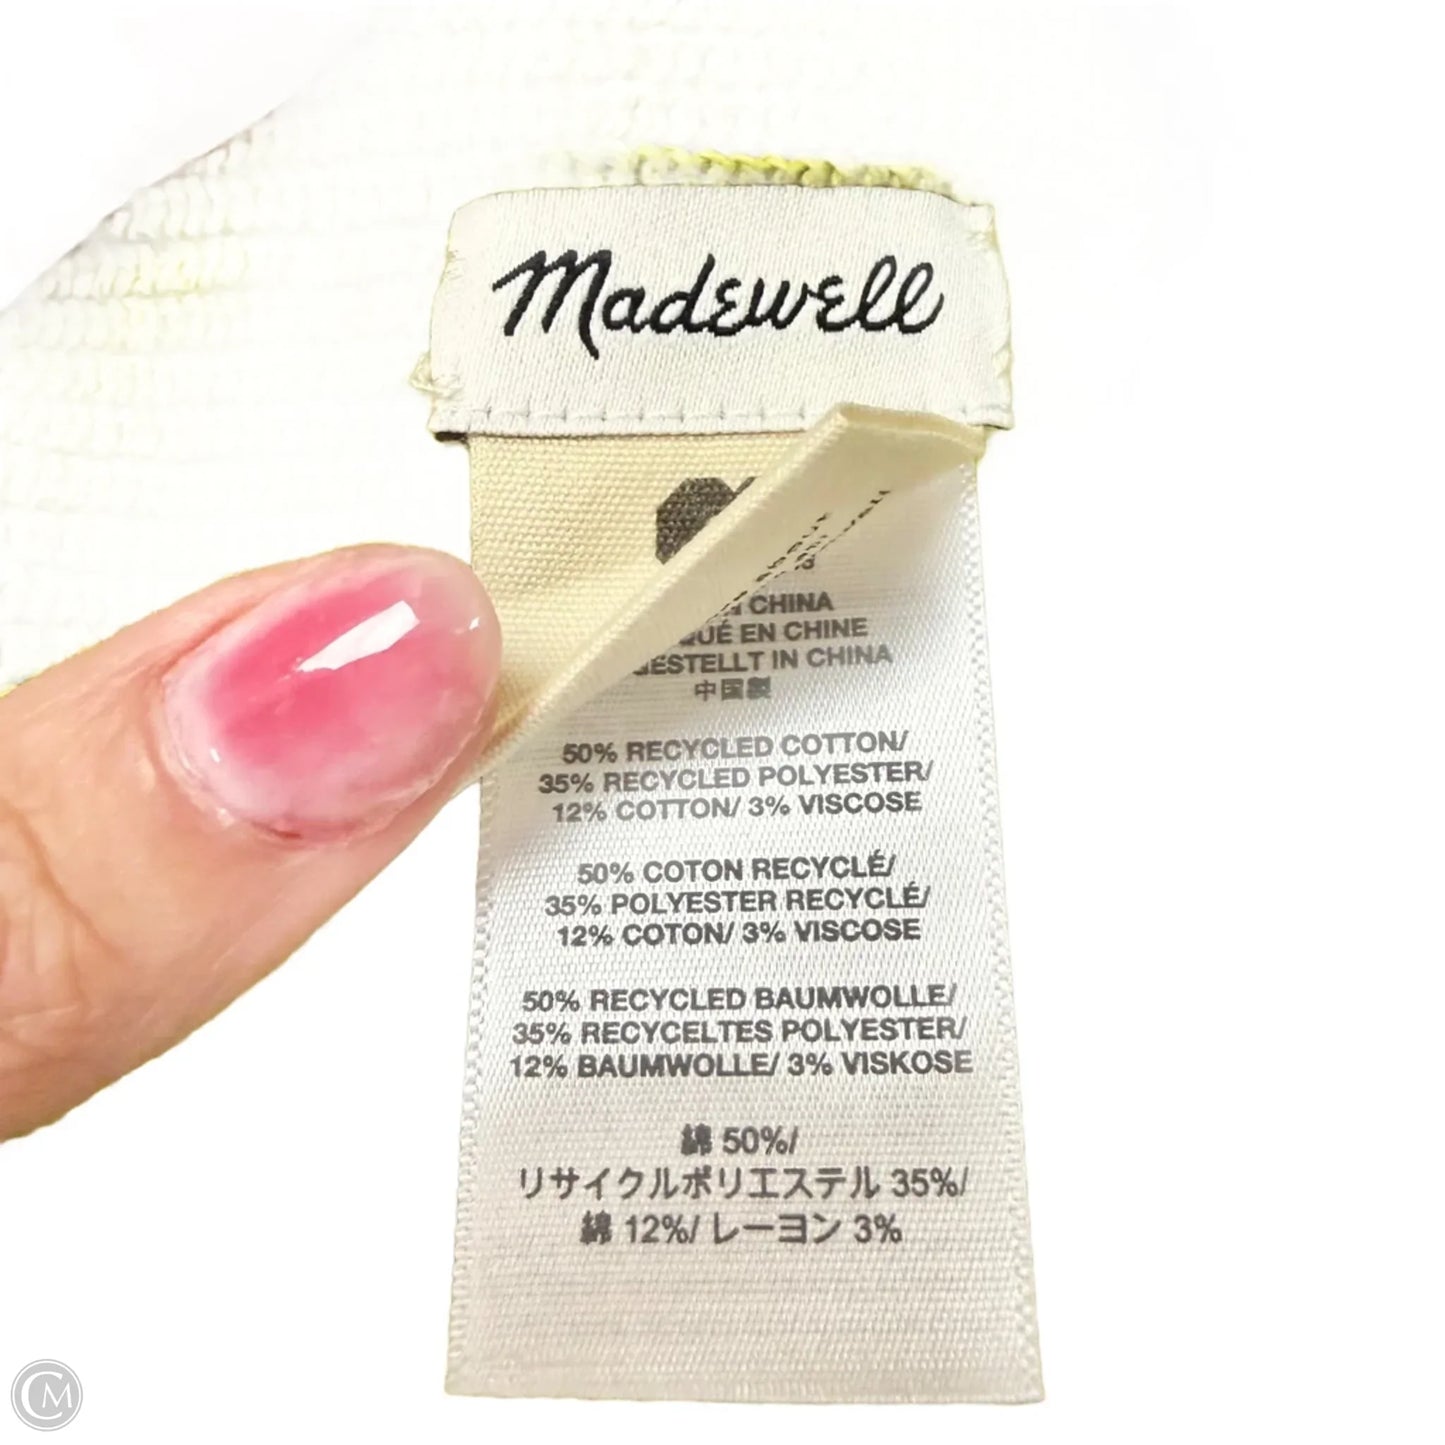 Madewell
CHINA
EN CHINE
IN CHINA
中国製
50% RECYCLED COTTON/
35% RECYCLED POLYESTER/
12% COTTON/ 3% VISCOSE
50% COTON RECYCLÉ/
35% POLYESTER RECYCLÉ/
12% COTON/ 3% VISCOSE
50% RECYCLED BAUMWOLLE/
35% RECYCELTES POLYESTER/
12% BAUMWOLLE/ 3% VISKOSE
綿 50%/
リサイクルポリエステル 35%/
綿 12%/ レーヨン 3%
CM